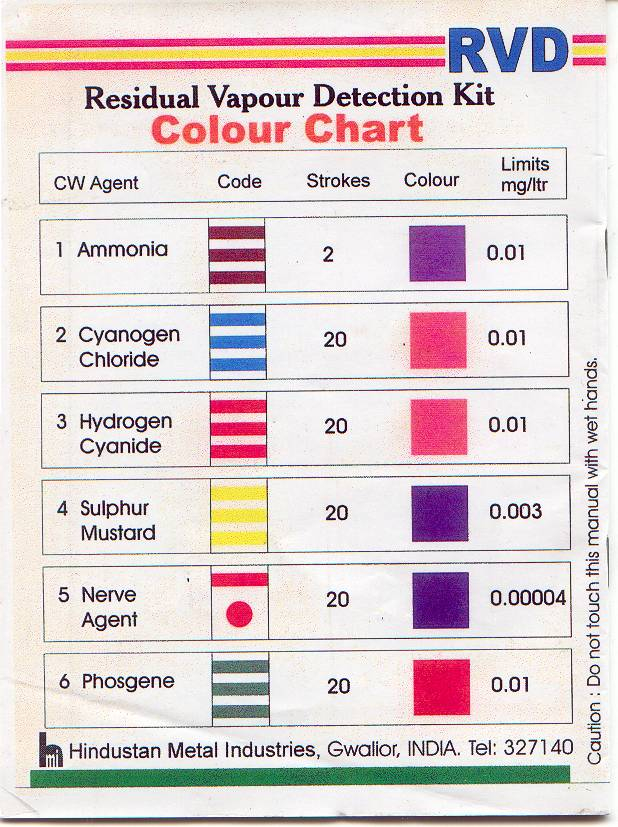 RVD
Residual Vapour Detection Kit
Colour Chart
CW Agent Code Strokes Colour Limits mg/ltr
1 Ammonia 2 0.01
2 Cyanogen Chloride 20 0.01
3 Hydrogen Cyanide 20 0.01
4 Sulphur Mustard 20 0.003
5 Nerve Agent 20 0.00004
6 Phosgene 20 0.01
Hindustan Metal Industries, Gwalior, INDIA. Tel: 327140
Caution : Do not touch this manual with wet hands.